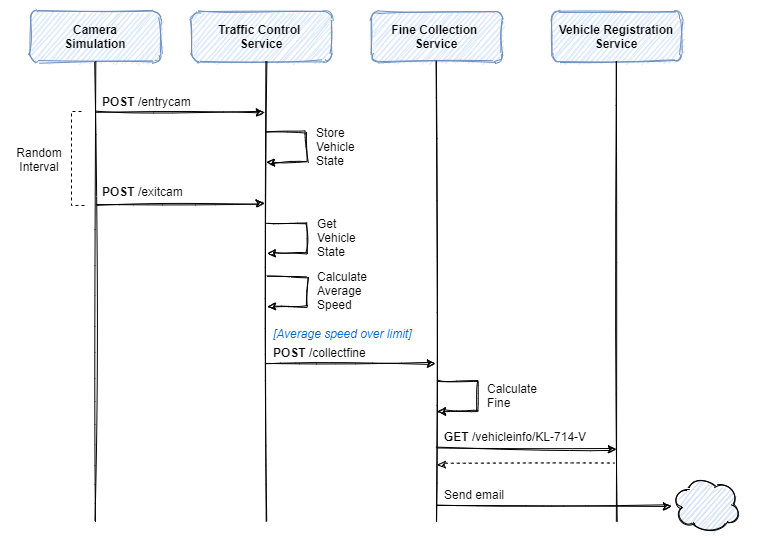 Camera
Simulation
Traffic Control
Service
Fine Collection
Service
Vehicle Registration
Service
POST /entrycam
Store
Vehicle
State
Random
Interval
POST /exitcam
Get
Vehicle
State
Calculate
Average
Speed
[Average speed over limit]
POST /collectfine
Calculate
Fine
GET /vehicleinfo/KL-714-V
Send email